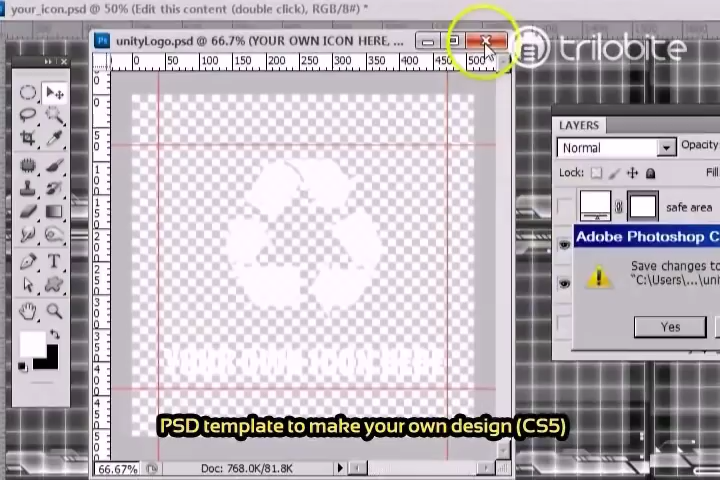 your_icon.psd @ 50% (Edit this content (double click), RGB/8#) *
unityLogo.psd @ 66.7% (YOUR OWN ICON HERE, ...
trilobite
0 50 100 150 200 250 300 350 400 450 500
LAYERS
Normal
Opacity
Lock:
Fill
safe area
Adobe Photoshop C
Save changes to
"C:\Users\...\uni
Yes
YOUR OWN ICON HERE
PSD template to make your own design (CS5)
66.67%
Doc: 768.0K/81.8K